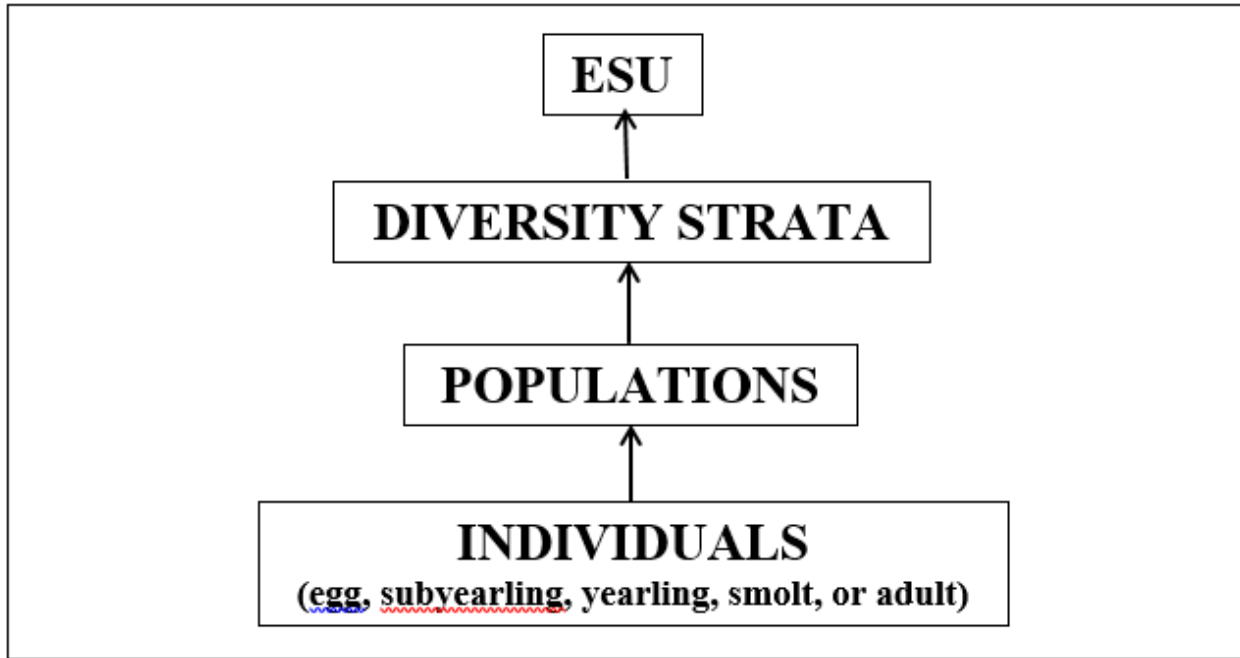 ESU
DIVERSITY STRATA
POPULATIONS
INDIVIDUALS
(egg, subyearling, yearling, smolt, or adult)